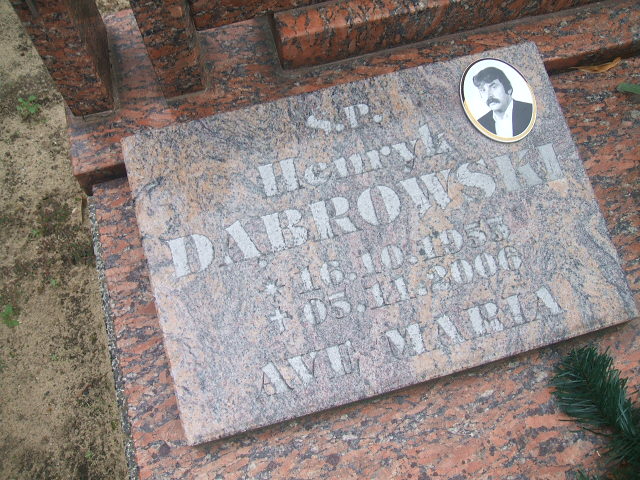 S.P.
Henryk
DĄBROWSKI
* 16.10.1955
+ 05.11.2006
AVE MARIA